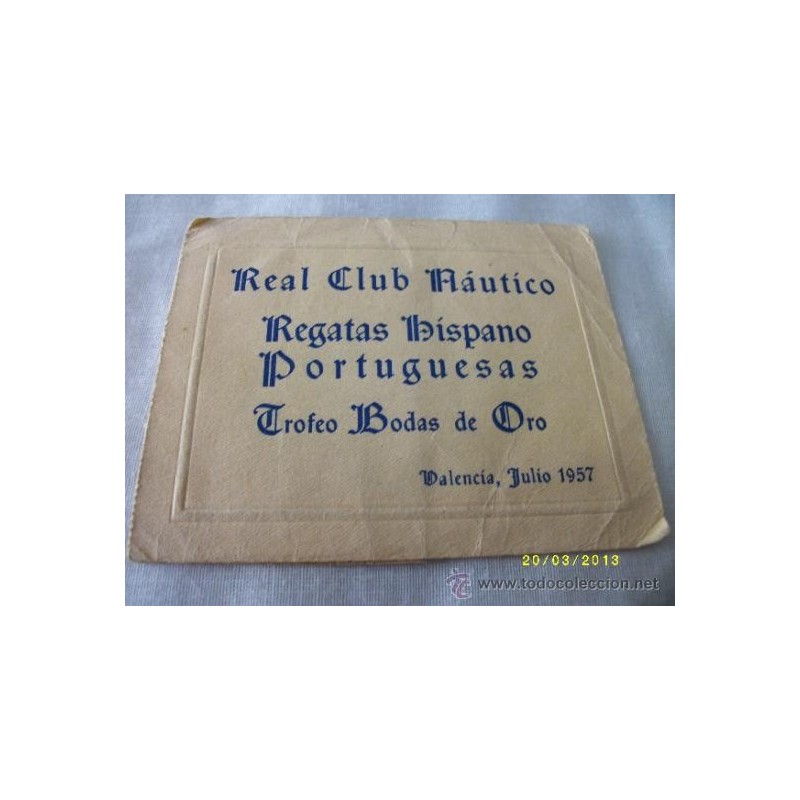 Real Club Náutico
Regatas Hispano
Portuguesas
Trofeo Bodas de Oro
Valencia, Julio 1957
20/03/2013
www.todocoleccion.net